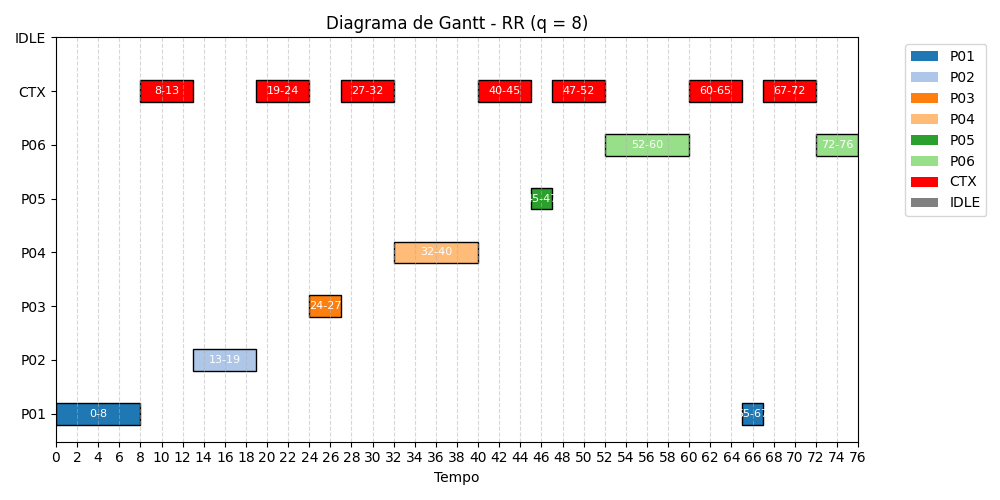 Diagrama de Gantt - RR (q = 8)
IDLE
CTX
8-13
19-24
27-32
40-45
47-52
60-65
67-72
P06
52-60
72-76
P05
45-47
P04
32-40
P03
24-27
P02
13-19
P01
0-8
65-67
0 2 4 6 8 10 12 14 16 18 20 22 24 26 28 30 32 34 36 38 40 42 44 46 48 50 52 54 56 58 60 62 64 66 68 70 72 74 76
Tempo
P01
P02
P03
P04
P05
P06
CTX
IDLE